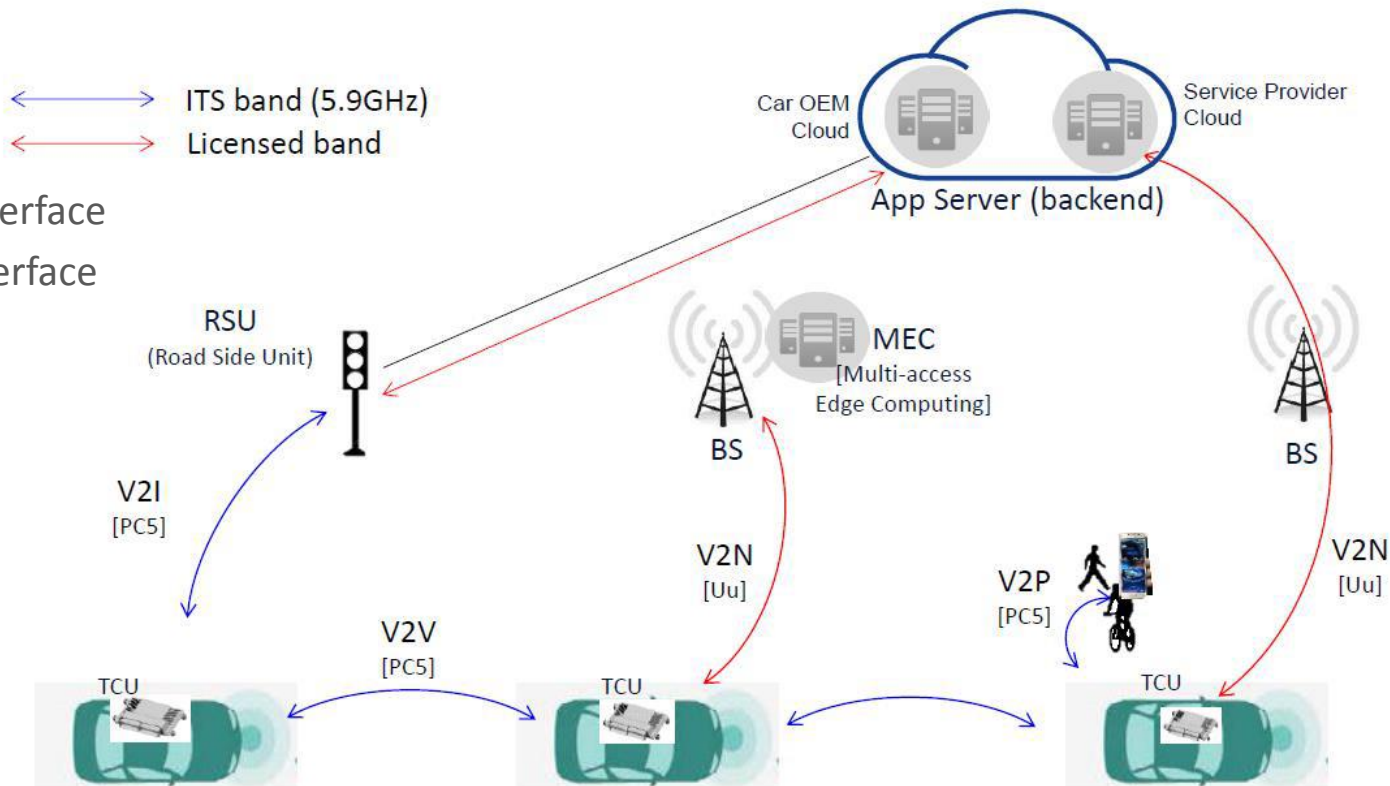 ITS band (5.9GHz)
Licensed band
erface
erface
Car OEM
Cloud
Service Provider
Cloud
App Server (backend)
RSU
(Road Side Unit)
MEC
[Multi-access
Edge Computing]
BS
BS
V2I
[PC5]
V2N
[Uu]
V2P
[PC5]
V2N
[Uu]
V2V
[PC5]
TCU
TCU
TCU